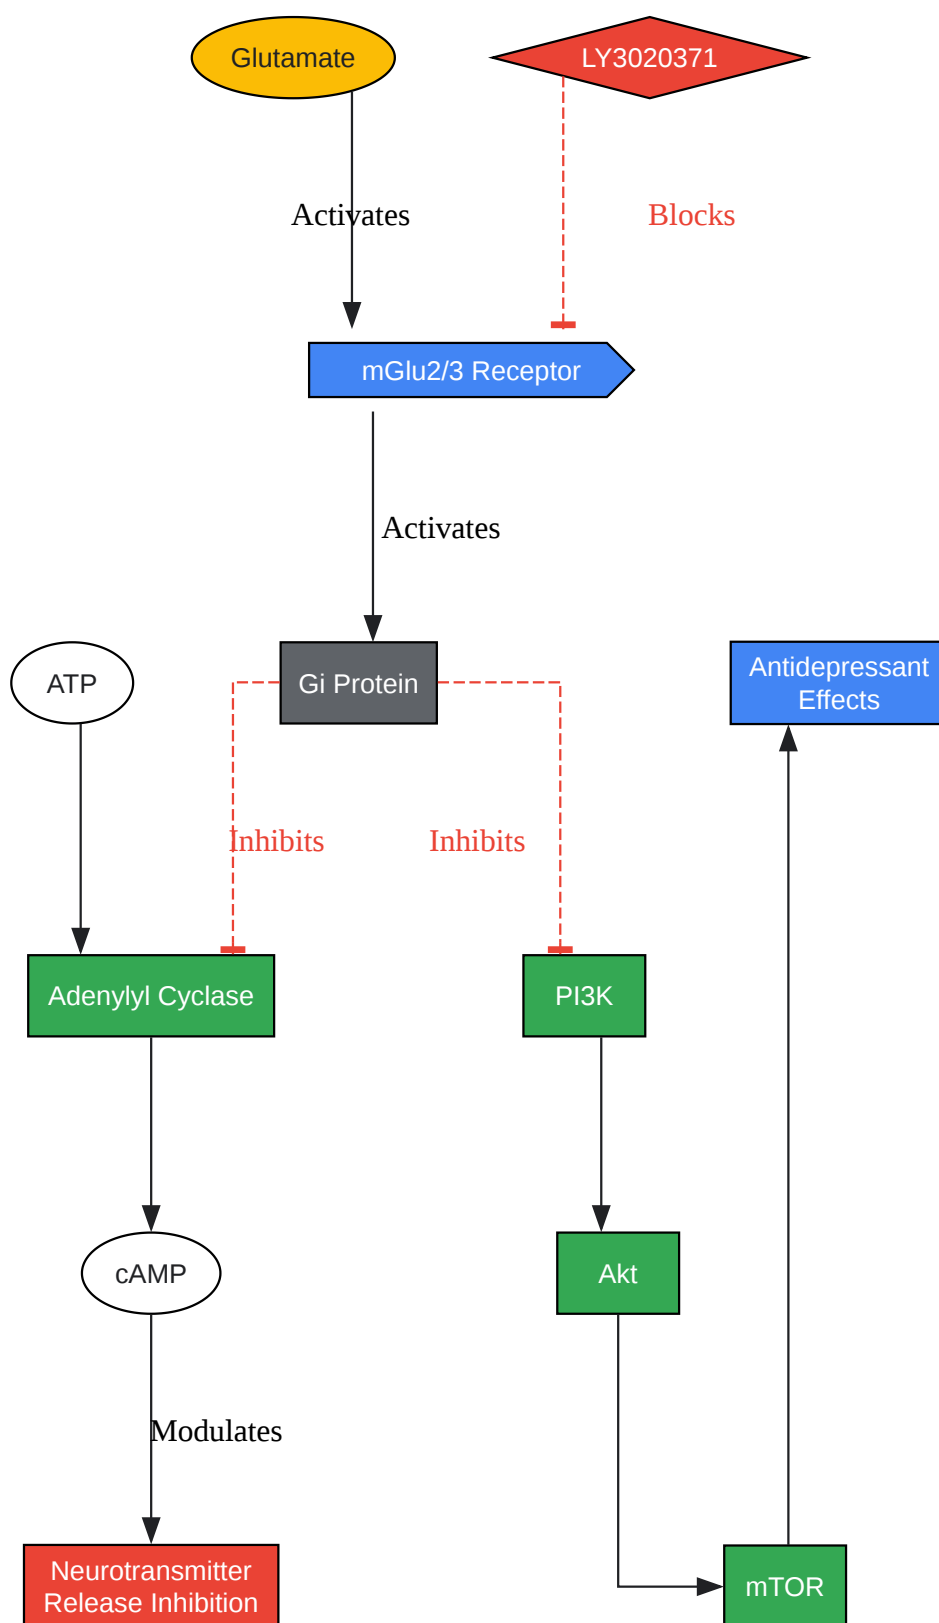 Glutamate
LY3020371
Activates
Blocks
mGlu2/3 Receptor
Activates
ATP
Gi Protein
Antidepressant
Effects
Inhibits
Inhibits
Adenylyl Cyclase
PI3K
cAMP
Akt
Modulates
Neurotransmitter
Release Inhibition
mTOR